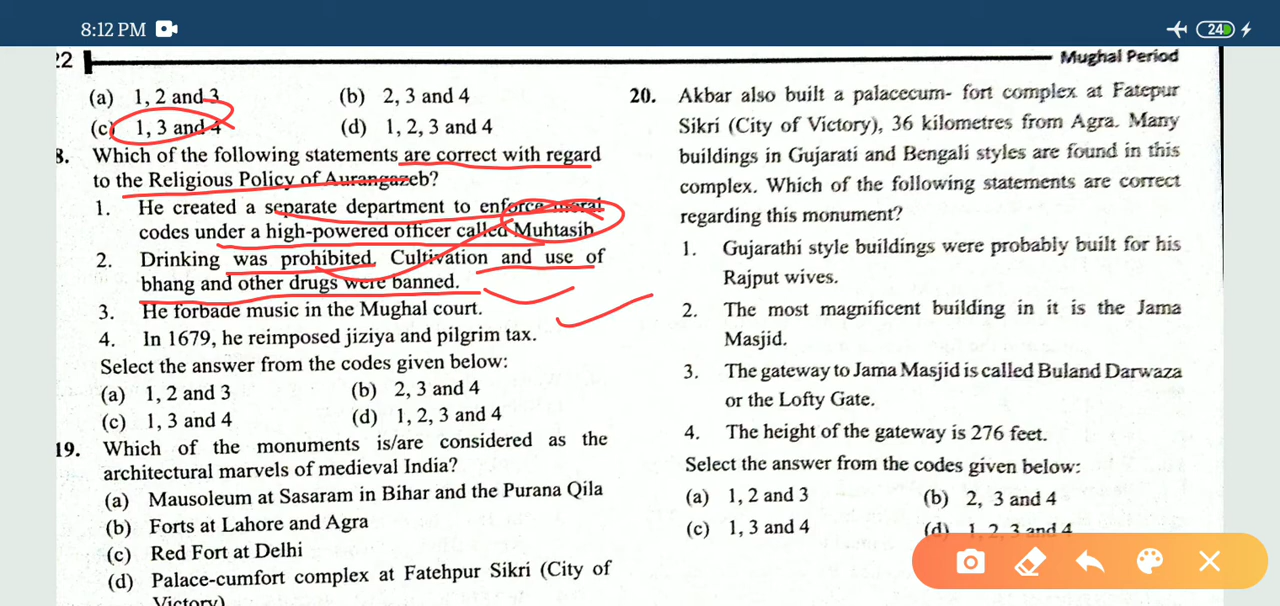 8:12 PM
24
22
Mughal Period
(a) 1, 2 and 3 (b) 2, 3 and 4
(c) 1, 3 and 4 (d) 1, 2, 3 and 4
8. Which of the following statements are correct with regard
to the Religious Policy of Aurangazeb?
1. He created a separate department to enforce moral
codes under a high-powered officer called Muhtasib
2. Drinking was prohibited. Cultivation and use of
bhang and other drugs were banned.
3. He forbade music in the Mughal court.
4. In 1679, he reimposed jiziya and pilgrim tax.
Select the answer from the codes given below:
(a) 1, 2 and 3 (b) 2, 3 and 4
(c) 1, 3 and 4 (d) 1, 2, 3 and 4
19. Which of the monuments is/are considered as the
architectural marvels of medieval India?
(a) Mausoleum at Sasaram in Bihar and the Purana Qila
(b) Forts at Lahore and Agra
(c) Red Fort at Delhi
(d) Palace-cumfort complex at Fatehpur Sikri (City of
Victory)
20. Akbar also built a palacecum- fort complex at Fatepur
Sikri (City of Victory), 36 kilometres from Agra. Many
buildings in Gujarati and Bengali styles are found in this
complex. Which of the following statements are correct
regarding this monument?
1. Gujarathi style buildings were probably built for his
Rajput wives.
2. The most magnificent building in it is the Jama
Masjid.
3. The gateway to Jama Masjid is called Buland Darwaza
or the Lofty Gate.
4. The height of the gateway is 276 feet.
Select the answer from the codes given below:
(a) 1, 2 and 3 (b) 2, 3 and 4
(c) 1, 3 and 4 (d) 1, 2, 3 and 4